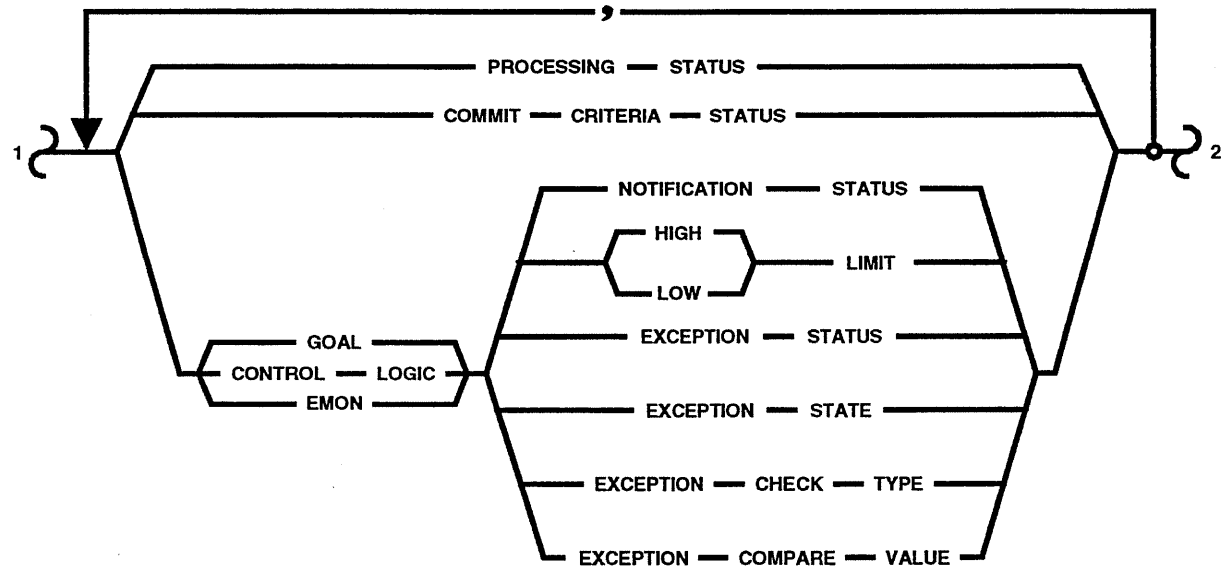 ,
PROCESSING STATUS
COMMIT CRITERIA STATUS
1
2
NOTIFICATION STATUS
HIGH
LIMIT
LOW
EXCEPTION STATUS
GOAL
CONTROL LOGIC
EMON
EXCEPTION STATE
EXCEPTION CHECK TYPE
EXCEPTION COMPARE VALUE